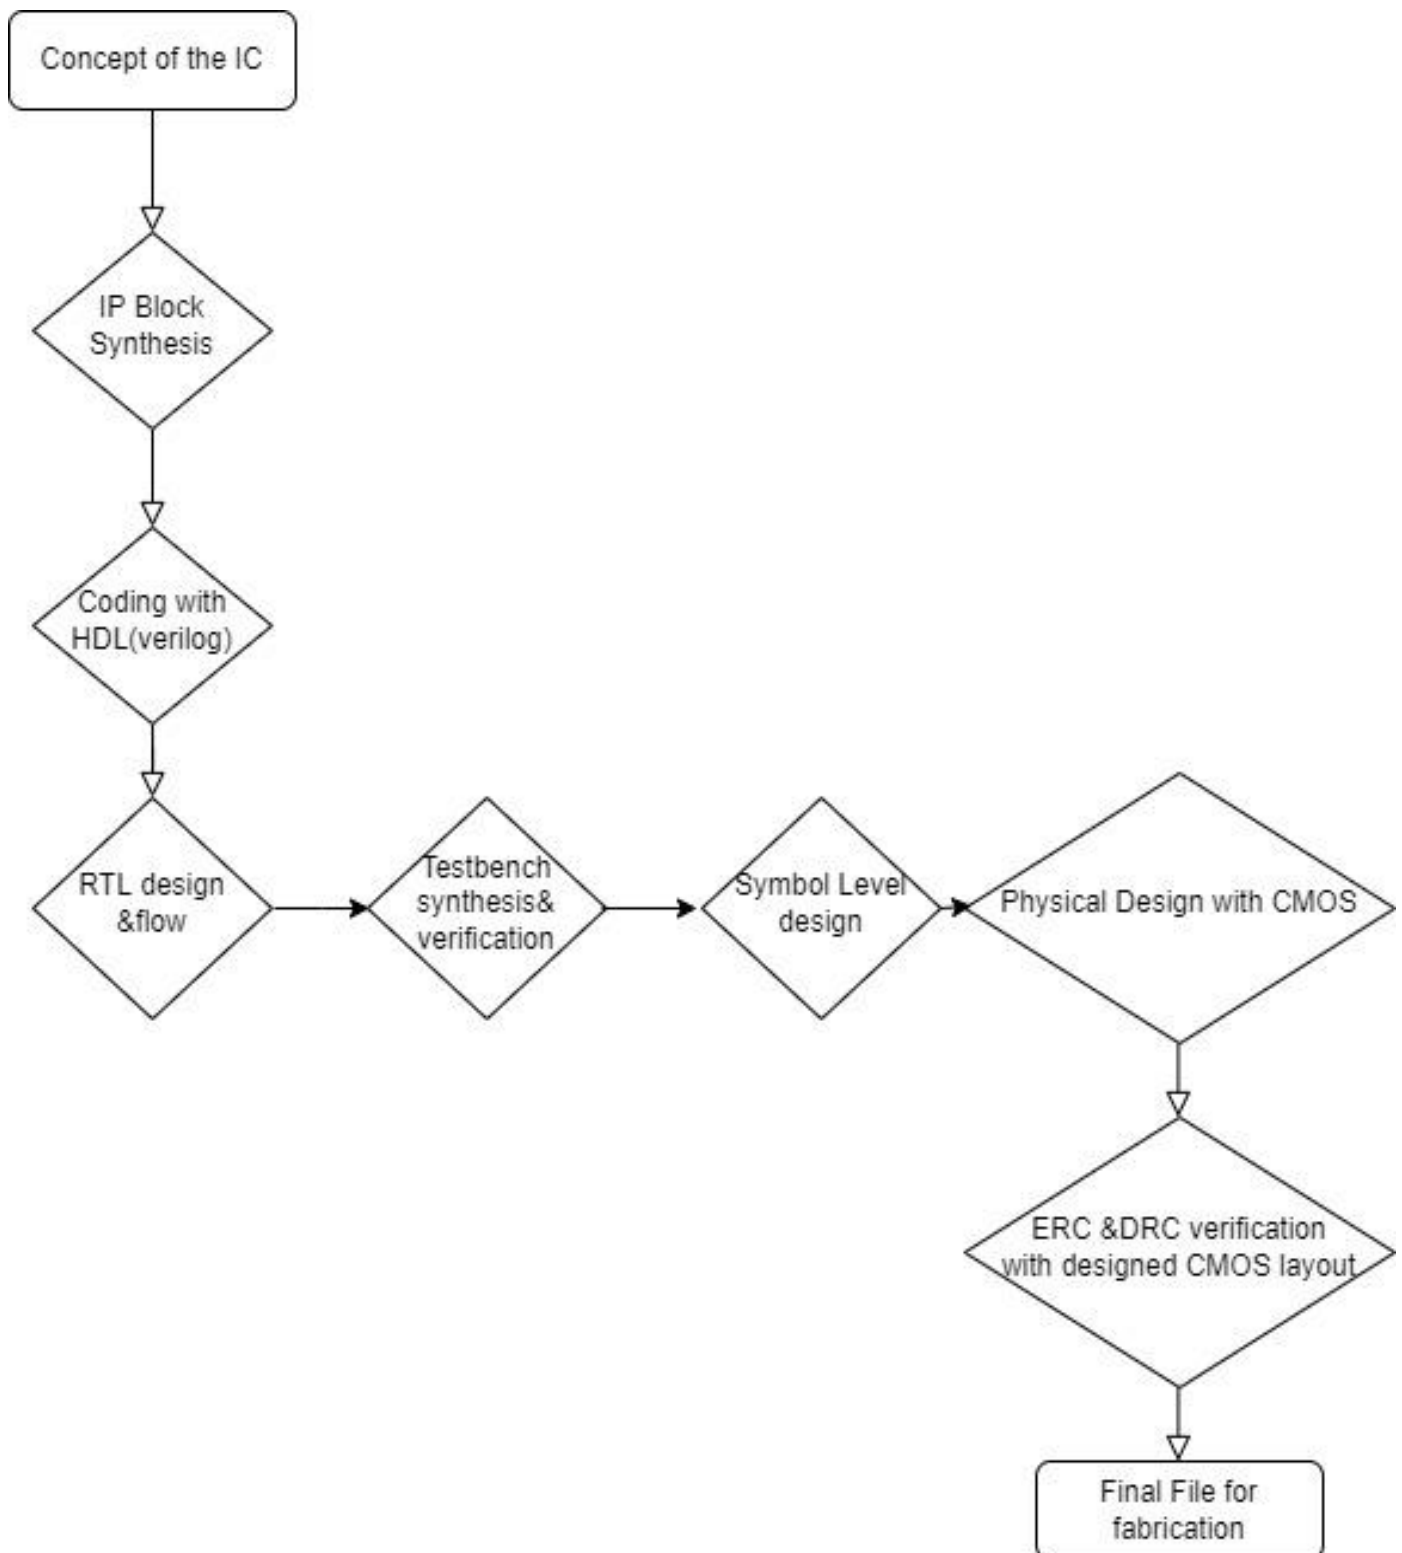 Concept of the IC
IP Block
Synthesis
Coding with
HDL(verilog)
RTL design
&flow
Testbench
synthesis&
verification
Symbol Level
design
Physical Design with CMOS
ERC &DRC verification
with designed CMOS layout
Final File for
fabrication